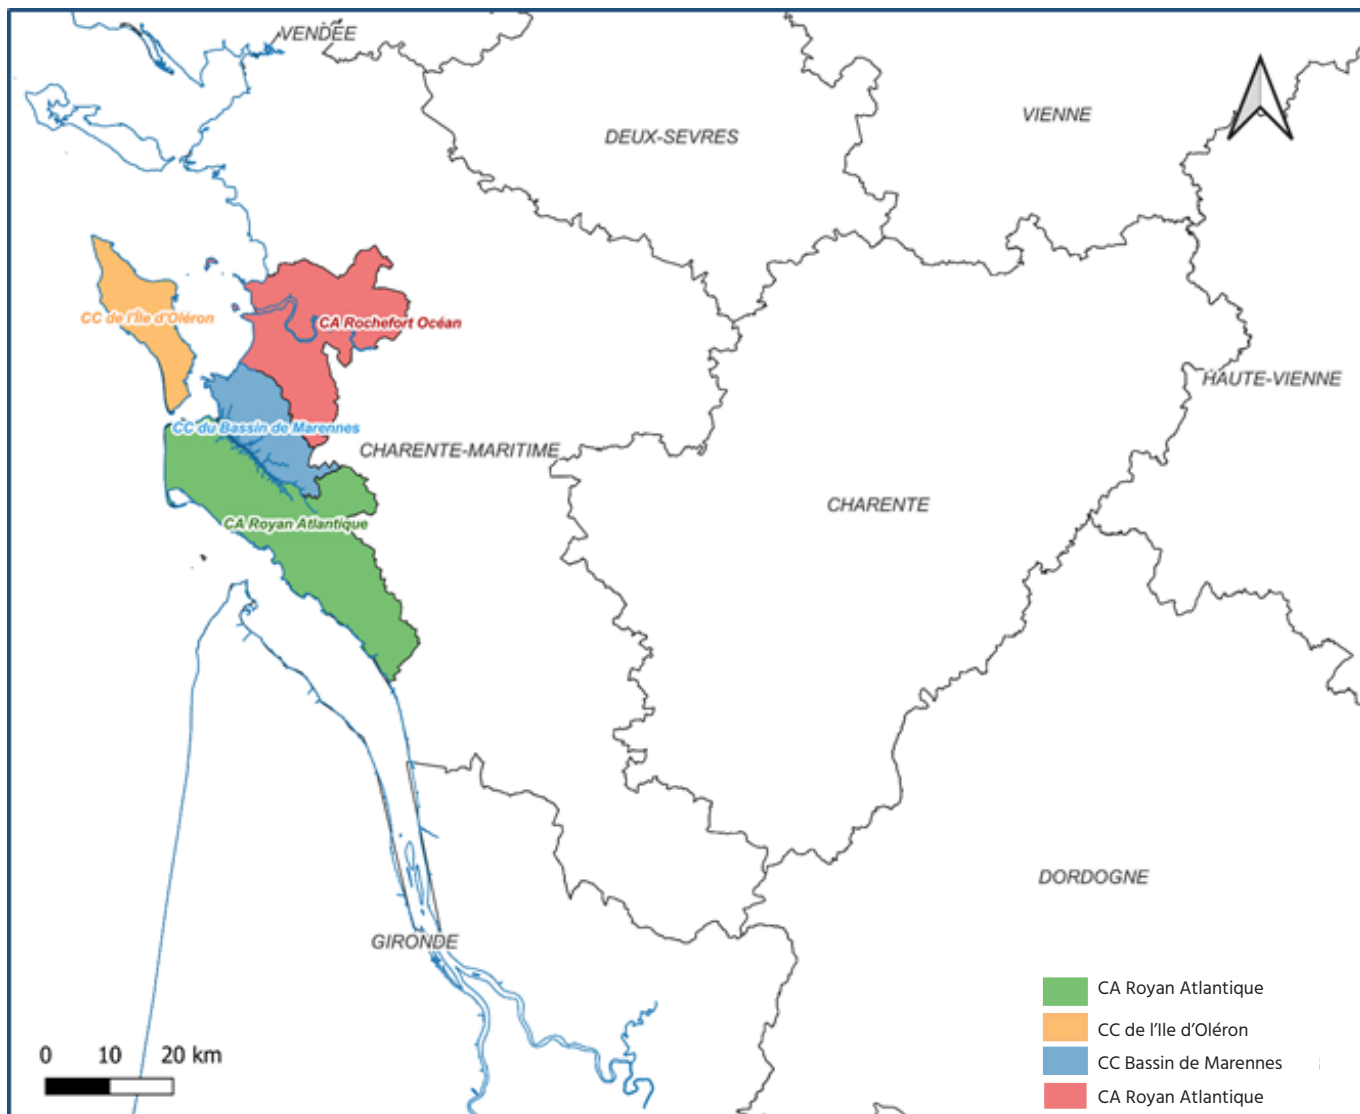 VENDÉE
VIENNE
DEUX-SEVRES
CC de l'Île d'Oléron
CA Rochefort Océan
HAUTE-VIENNE
CC du Bassin de Marennes
CHARENTE-MARITIME
CHARENTE
CA Royan Atlantique
DORDOGNE
GIRONDE
CA Royan Atlantique
CC de l'Ile d'Oléron
CC Bassin de Marennes
CA Royan Atlantique
0 10 20 km